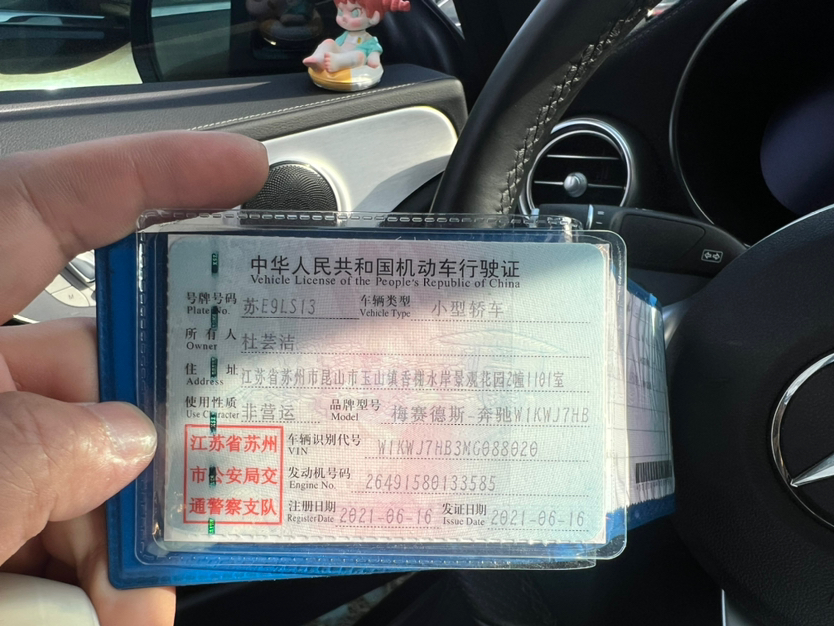 中华人民共和国机动车行驶证
Vehicle License of the People's Republic of China
号牌号码 苏E9LS13 车辆类型 小型轿车
Plate No. Vehicle Type
所有人 杜芸洁
Owner
住址 江苏省苏州市昆山市玉山镇香榭水岸景观花园2幢1101室
Address
使用性质 非营运 品牌型号 梅赛德斯-奔驰W1KWJ7HB
Use Character Model
江苏省苏州 车辆识别代号 W1KWJ7HB3MG088020
VIN
市公安局交 发动机号码 26491580133585
Engine No.
通警察支队 注册日期 2021-06-16 发证日期 2021-06-16
Register Date Issue Date